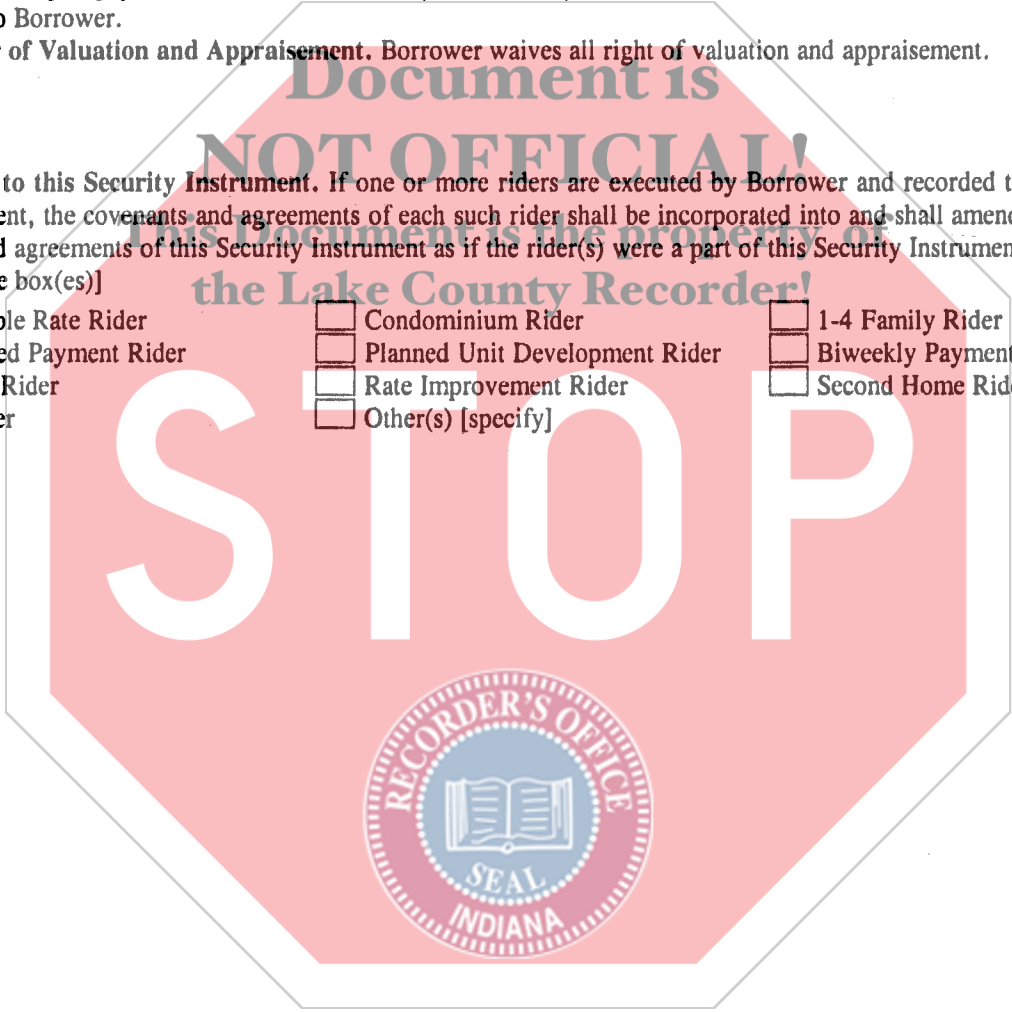 Borrower.
of Valuation and Appraisement. Borrower waives all right of valuation and appraisement.
Document is
NOT OFFICIAL!
to this Security Instrument. If one or more riders are executed by Borrower and recorded t
ent, the covenants and agreements of each such rider shall be incorporated into and shall amend
This Document is the property of
agreements of this Security Instrument as if the rider(s) were a part of this Security Instrumen
box(es)]
the Lake County Recorder!
ble Rate Rider
Condominium Rider
1-4 Family Rider
ed Payment Rider
Planned Unit Development Rider
Biweekly Payment
Rider
Rate Improvement Rider
Second Home Rid
er
Other(s) [specify]
STOP
RECORDER'S OFFICE
SEAL
INDIANA